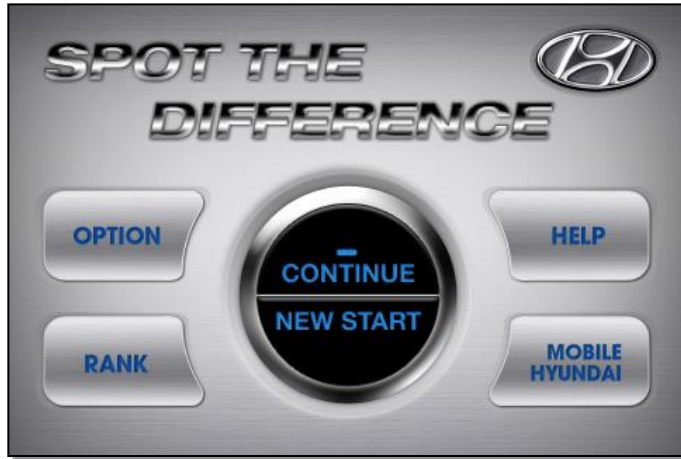 SPOT THE
DIFFERENCE
OPTION
CONTINUE
NEW START
HELP
RANK
MOBILE
HYUNDAI